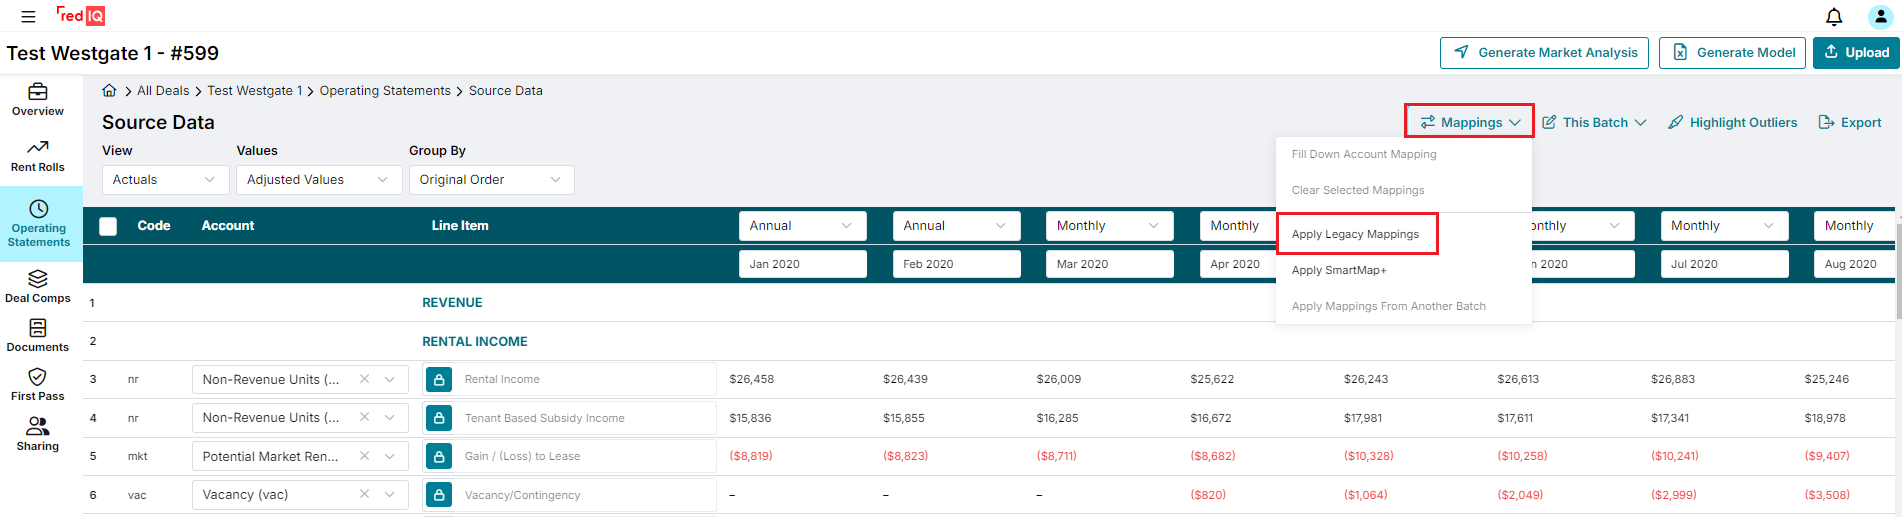 red IQ
Test Westgate 1 - #599
Generate Market Analysis
Generate Model
Upload
Overview
Rent Rolls
Operating
Statements
Deal Comps
Documents
First Pass
Sharing
All Deals > Test Westgate 1 > Operating Statements > Source Data
Source Data
Mappings
This Batch
Highlight Outliers
Export
View Values Group By
Actuals Adjusted Values Original Order
Fill Down Account Mapping
Clear Selected Mappings
Apply Legacy Mappings
Apply SmartMap+
Apply Mappings From Another Batch
Code Account Line Item Annual Annual Monthly Monthly onthly Monthly Monthly
Jan 2020 Feb 2020 Mar 2020 Apr 2020 n 2020 Jul 2020 Aug 2020
1 REVENUE
2 RENTAL INCOME
3 nr Non-Revenue Units (... Rental Income $26,458 $26,439 $26,009 $25,622 $26,243 $26,613 $26,883 $25,246
4 nr Non-Revenue Units (... Tenant Based Subsidy Income $15,836 $15,855 $16,285 $16,672 $17,981 $17,611 $17,341 $18,978
5 mkt Potential Market Ren... Gain / (Loss) to Lease ($8,819) ($8,823) ($8,711) ($8,682) ($10,328) ($10,258) ($10,241) ($9,407)
6 vac Vacancy (vac) Vacancy/Contingency – – – ($820) ($1,064) ($2,049) ($2,999) ($3,508)